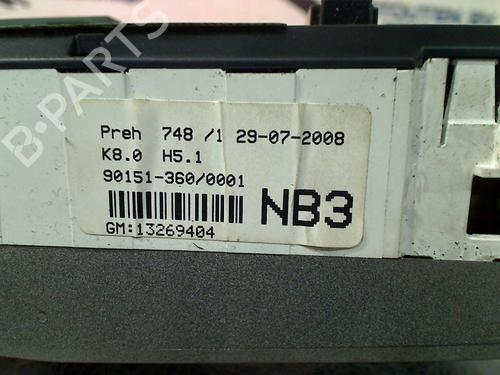 B-PARTS
Preh 748 /1 29-07-2008
K8.0 H5.1
90151-360/0001
NB3
GM:13269404